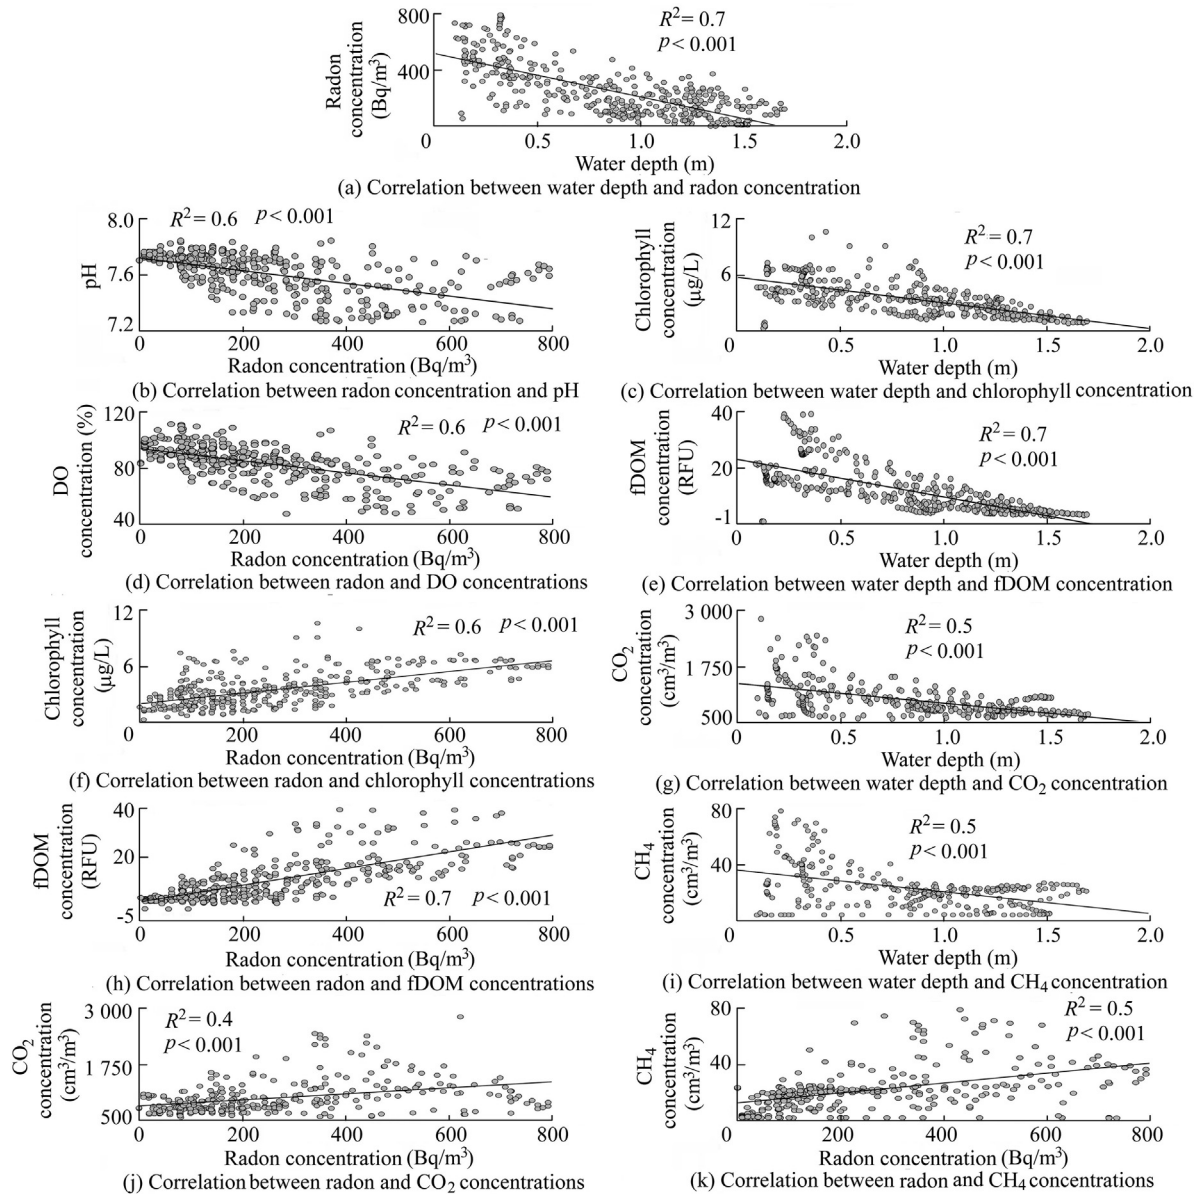 800
400
0
0.5
1.0
1.5
2.0
Radon
concentration
(Bq/m³)
R² = 0.7
p < 0.001
Water depth (m)
(a) Correlation between water depth and radon concentration
8.0
7.6
7.2
pH
R² = 0.6 p < 0.001
0 200 400 600 800
Radon concentration (Bq/m³)
(b) Correlation between radon concentration and pH
12
6
Chlorophyll
concentration
(μg/L)
R² = 0.7
p < 0.001
0 0.5 1.0 1.5 2.0
Water depth (m)
(c) Correlation between water depth and chlorophyll concentration
120
80
40
DO
concentration (%)
R² = 0.6 p < 0.001
0 200 400 600 800
Radon concentration (Bq/m³)
(d) Correlation between radon and DO concentrations
40
20
-1
fDOM
concentration
(RFU)
R² = 0.7
p < 0.001
0 0.5 1.0 1.5 2.0
Water depth (m)
(e) Correlation between water depth and fDOM concentration
12
6
Chlorophyll
concentration
(μg/L)
R² = 0.6 p < 0.001
0 200 400 600 800
Radon concentration (Bq/m³)
(f) Correlation between radon and chlorophyll concentrations
3 000
1 750
500
CO₂
concentration
(cm³/m³)
R² = 0.5
p < 0.001
0 0.5 1.0 1.5 2.0
Water depth (m)
(g) Correlation between water depth and CO₂ concentration
40
20
-5
fDOM
concentration
(RFU)
R² = 0.7 p < 0.001
0 200 400 600 800
Radon concentration (Bq/m³)
(h) Correlation between radon and fDOM concentrations
80
40
0
CH₄
concentration
(cm³/m³)
R² = 0.5
p < 0.001
0 0.5 1.0 1.5 2.0
Water depth (m)
(i) Correlation between water depth and CH₄ concentration
3 000
1 750
500
CO₂
concentration
(cm³/m³)
R² = 0.4
p < 0.001
0 200 400 600 800
Radon concentration (Bq/m³)
(j) Correlation between radon and CO₂ concentrations
80
40
0
CH₄
concentration
(cm³/m³)
R² = 0.5
p < 0.001
0 200 400 600 800
Radon concentration (Bq/m³)
(k) Correlation between radon and CH₄ concentrations